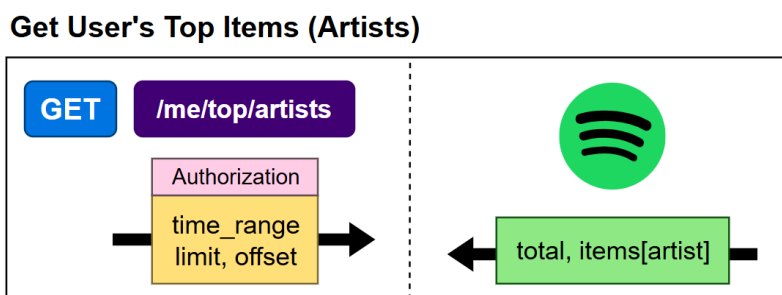 Get User's Top Items (Artists)
GET
/me/top/artists
Authorization
time_range
limit, offset
total, items[artist]